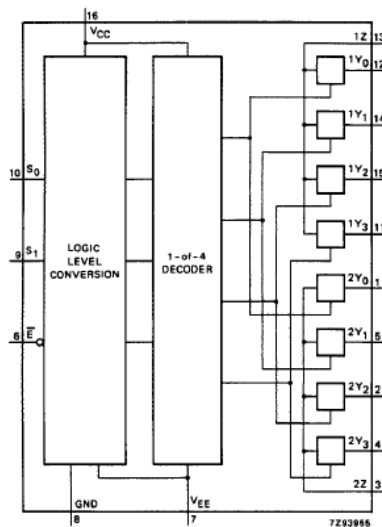 16
VCC
1Z 13
1Y0 12
1Y1 14
1Y2 15
10 S0
1Y3 11
9 S1
LOGIC
LEVEL
CONVERSION
1-of-4
DECODER
2Y0 1
2Y1 5
6 E
2Y2 2
2Y3 4
2Z 3
GND
8
VEE
7
7Z93966